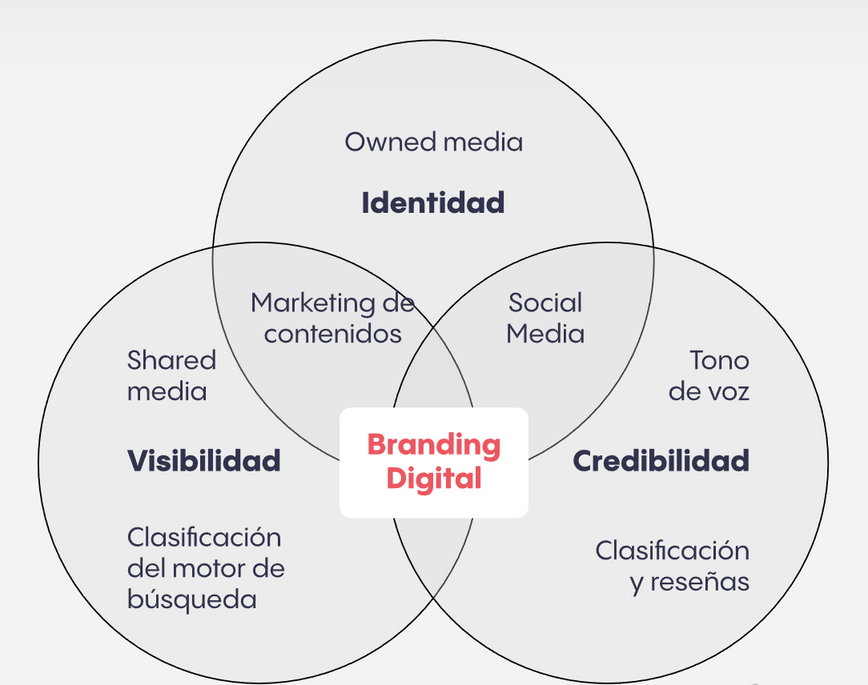 Owned media
Identidad
Marketing de
contenidos
Social
Media
Shared
media
Tono
de voz
Branding
Digital
Visibilidad
Credibilidad
Clasificación
del motor de
búsqueda
Clasificación
y reseñas